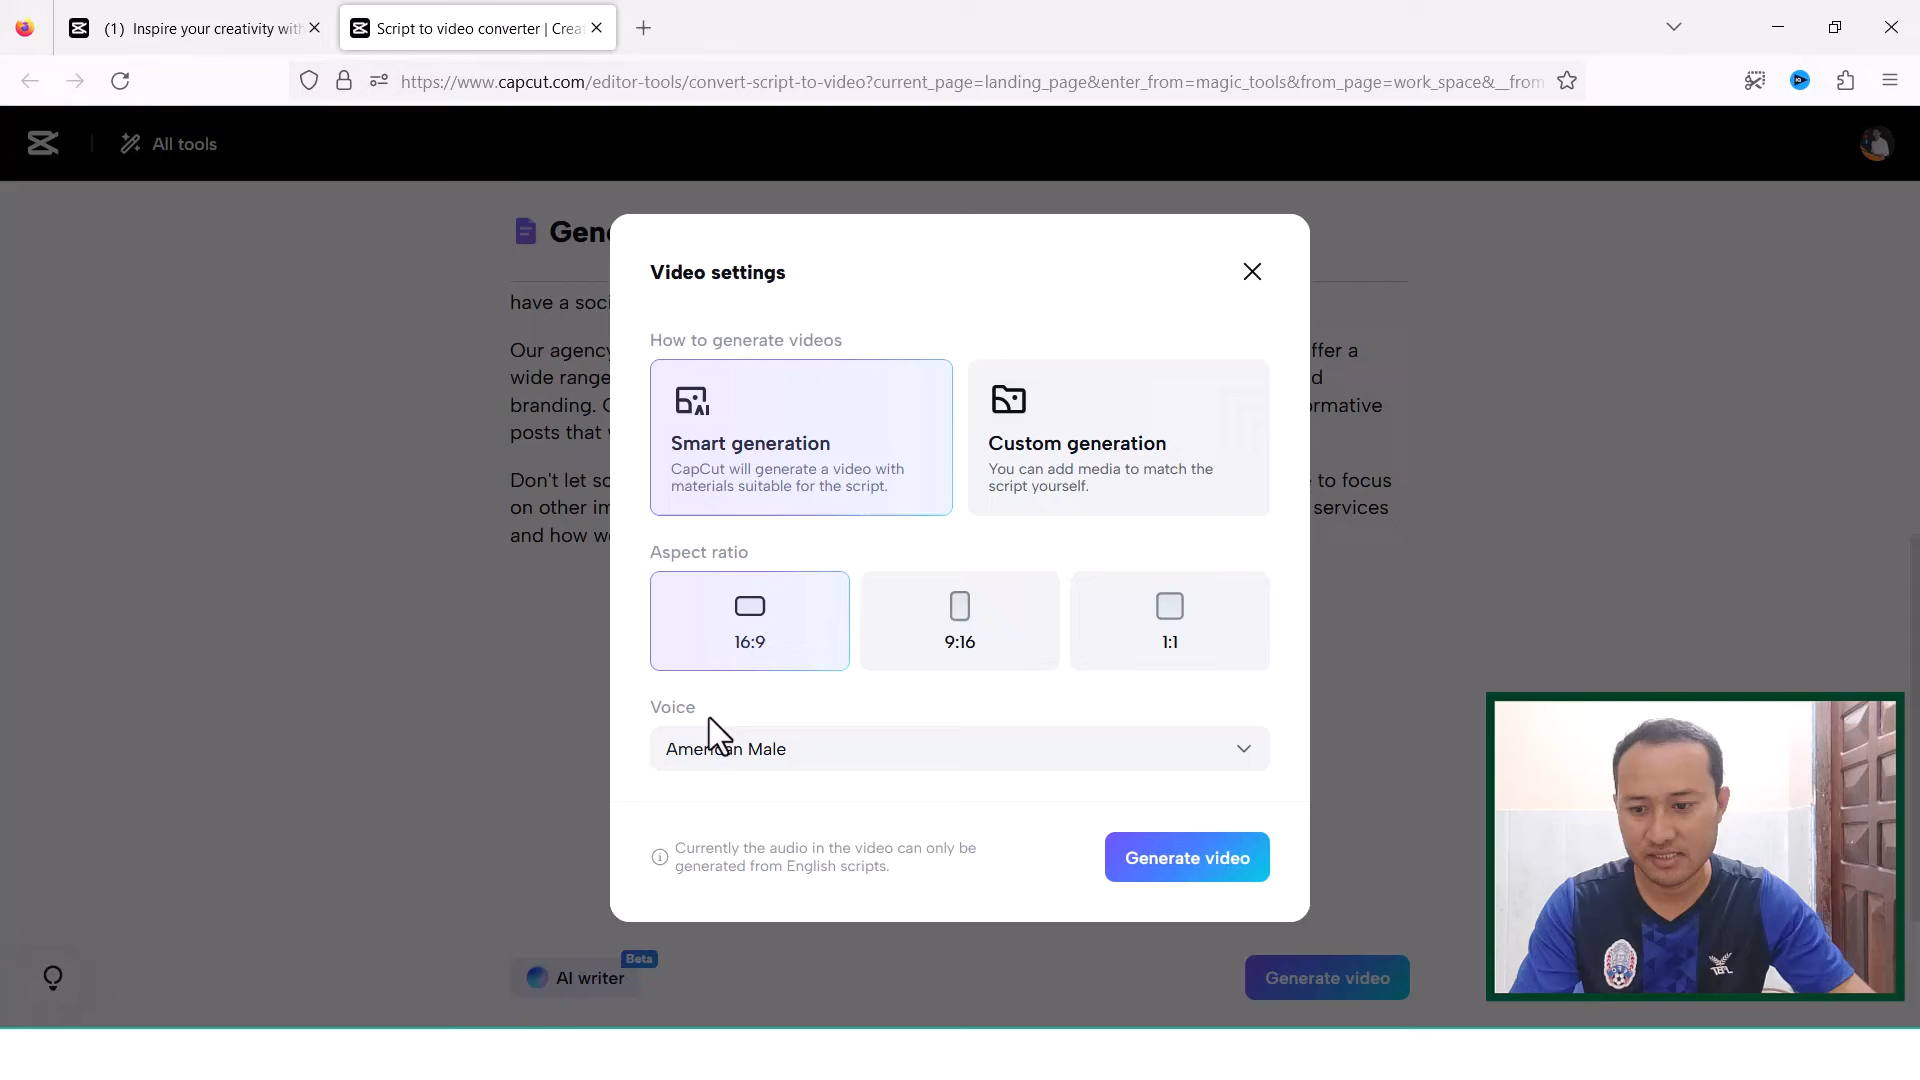 (1) Inspire your creativity with
Script to video converter | Crea
https://www.capcut.com/editor-tools/convert-script-to-video?current_page=landing_page&enter_from=magic_tools&from_page=work_space&__from
All tools
Gene
Video settings
have a soci
How to generate videos
Our agency
ffer a
wide range
d
branding. C
ormative
posts that
Smart generation
CapCut will generate a video with
materials suitable for the script.
Custom generation
You can add media to match the
script yourself.
Don't let so
to focus
on other im
services
and how we
Aspect ratio
16:9
9:16
1:1
Voice
American Male
Currently the audio in the video can only be
generated from English scripts.
Generate video
AI writer
Beta
Generate video